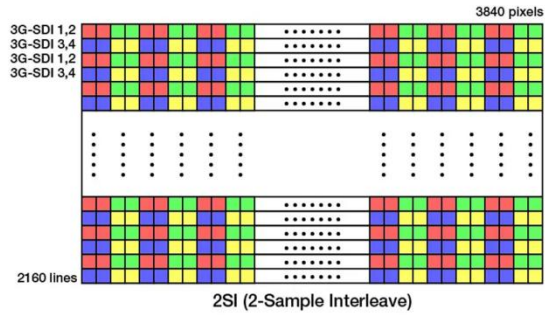 3840 pixels
3G-SDI 1,2
3G-SDI 3,4
3G-SDI 1,2
3G-SDI 3,4
2160 lines
2SI (2-Sample Interleave)